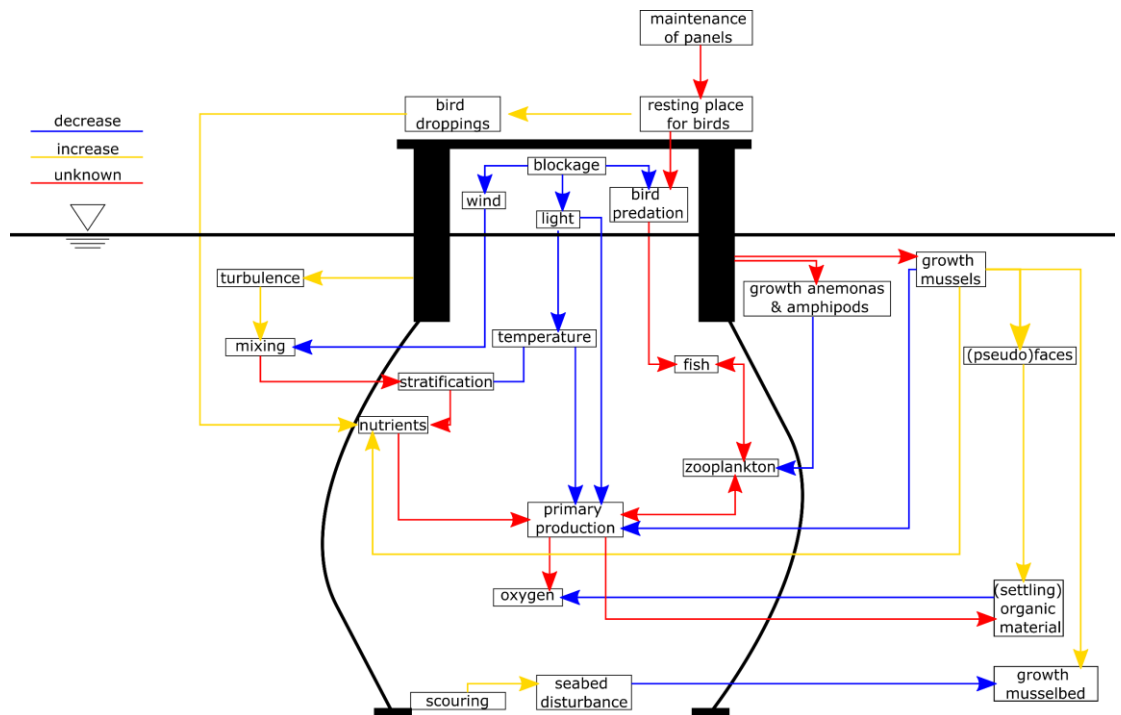 maintenance
of panels
bird
droppings
resting place
for birds
decrease
increase
unknown
blockage
wind
bird
predation
light
turbulence
growth
mussels
growth anemonas
& amphipods
mixing
temperature
(pseudo)faces
fish
stratification
nutrients
zooplankton
primary
production
oxygen
(settling)
organic
material
scouring
seabed
disturbance
growth
musselbed